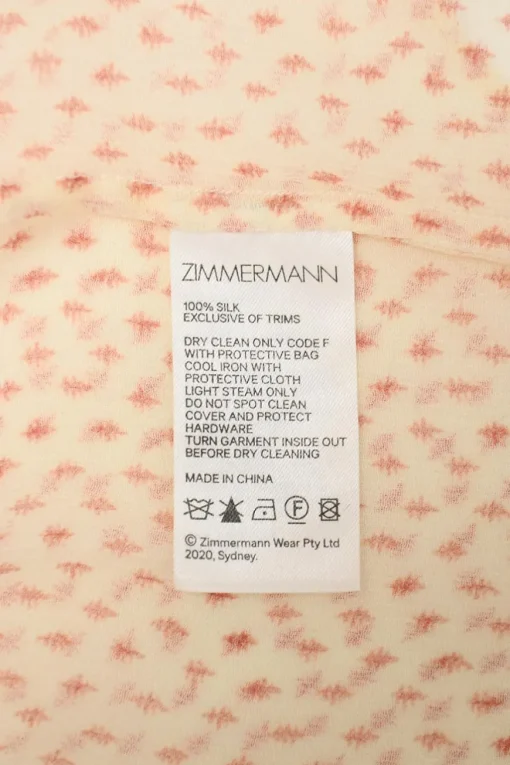 ZIMMERMANN
100% SILK
EXCLUSIVE OF TRIMS
DRY CLEAN ONLY CODE F
WITH PROTECTIVE BAG
COOL IRON WITH
PROTECTIVE CLOTH
LIGHT STEAM ONLY
DO NOT SPOT CLEAN
COVER AND PROTECT
HARDWARE
TURN GARMENT INSIDE OUT
BEFORE DRY CLEANING
MADE IN CHINA
F
© Zimmermann Wear Pty Ltd
2020, Sydney.